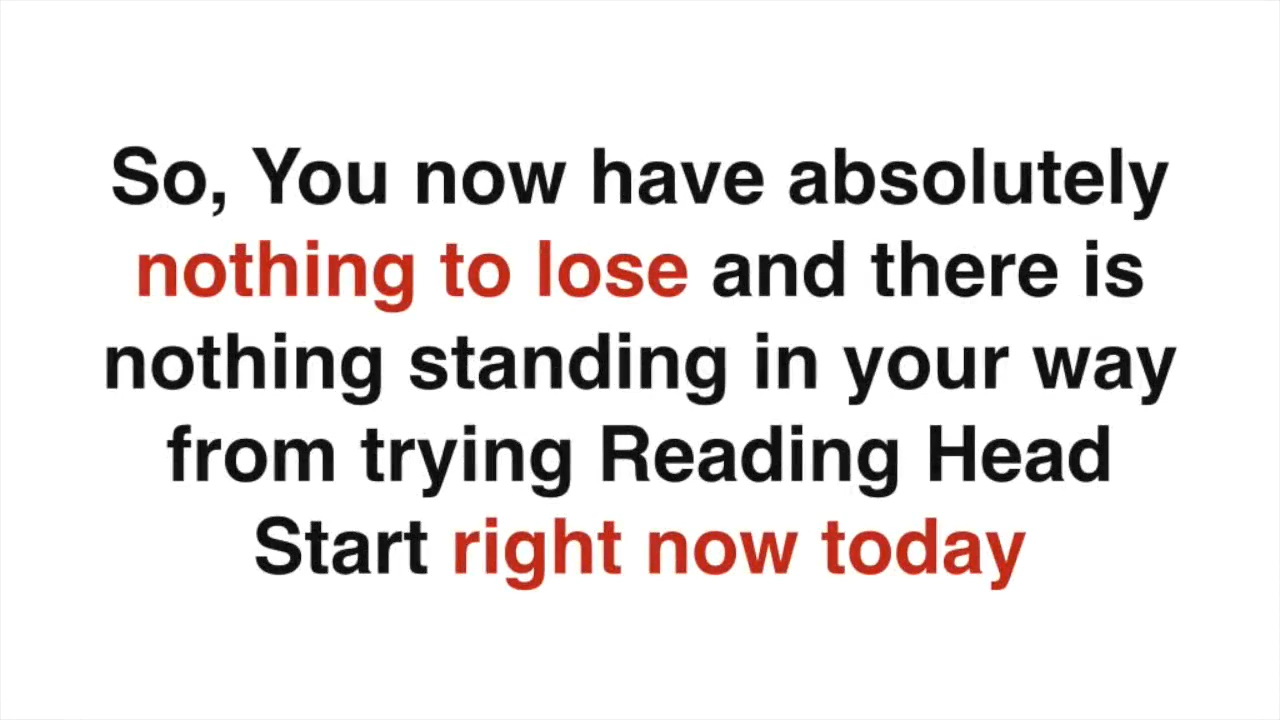 So, You now have absolutely
nothing to lose and there is
nothing standing in your way
from trying Reading Head
Start right now today